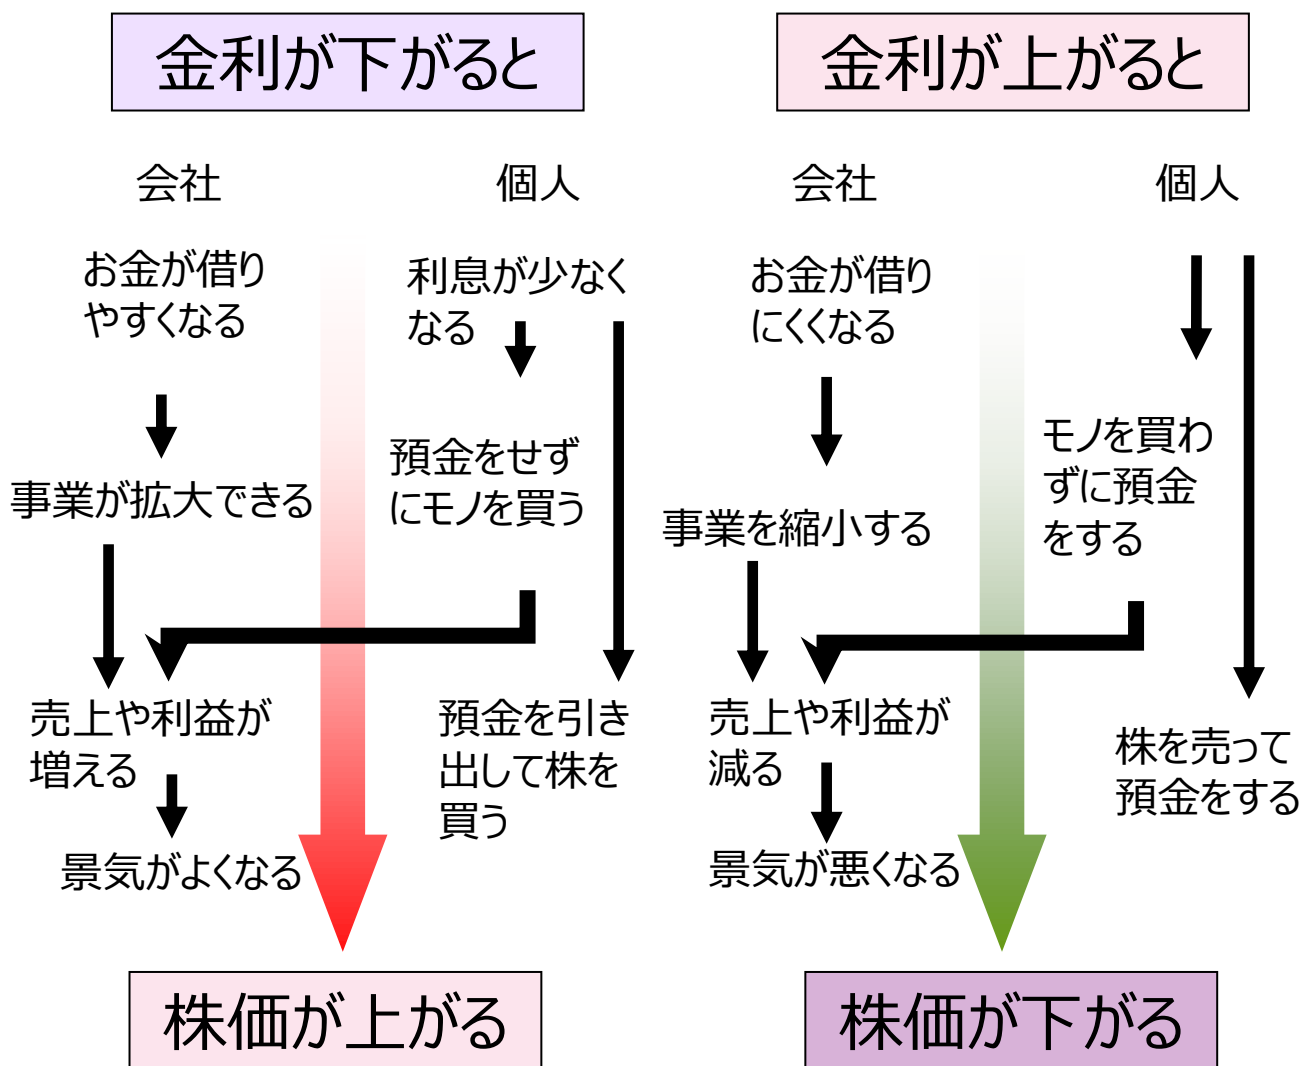 金利が下がると
会社
個人
お金が借り
やすくなる
利息が少なく
なる
事業が拡大できる
預金をせず
にモノを買う
売上や利益が
増える
預金を引き
出して株を
買う
景気がよくなる
株価が上がる
金利が上がると
会社
個人
お金が借り
にくくなる
モノを買わ
ずに預金
をする
事業を縮小する
売上や利益が
減る
株を売って
預金をする
景気が悪くなる
株価が下がる